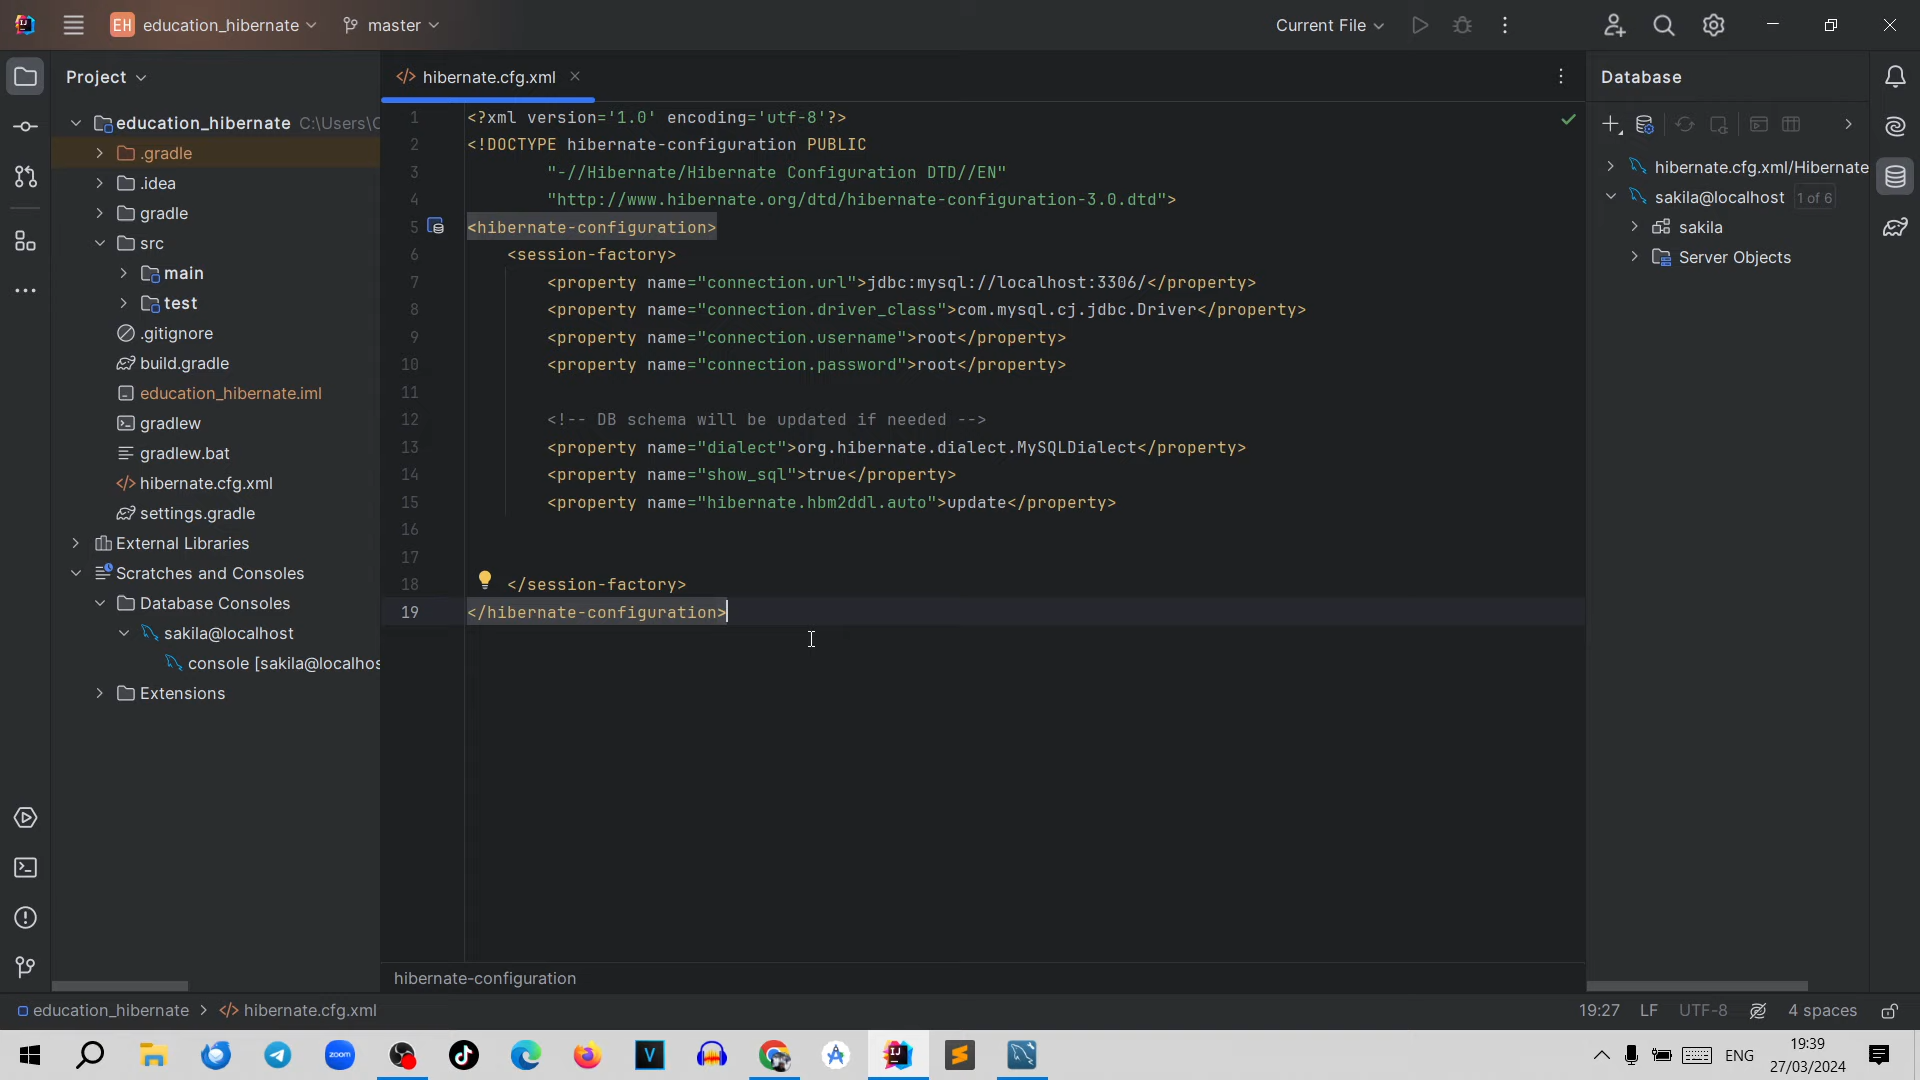 EH education_hibernate master Current File
Project
hibernate.cfg.xml
Database
education_hibernate C:\Users\C
.gradle
.idea
gradle
src
main
test
.gitignore
build.gradle
education_hibernate.iml
gradlew
gradlew.bat
hibernate.cfg.xml
settings.gradle
External Libraries
Scratches and Consoles
Database Consoles
sakila@localhost
console [sakila@localhos
Extensions
1 <?xml version='1.0' encoding='utf-8'?>
2 <!DOCTYPE hibernate-configuration PUBLIC
3 "-//Hibernate/Hibernate Configuration DTD//EN"
4 "http://www.hibernate.org/dtd/hibernate-configuration-3.0.dtd">
5 <hibernate-configuration>
6 <session-factory>
7 <property name="connection.url">jdbc:mysql://localhost:3306/</property>
8 <property name="connection.driver_class">com.mysql.cj.jdbc.Driver</property>
9 <property name="connection.username">root</property>
10 <property name="connection.password">root</property>
11
12 <!-- DB schema will be updated if needed -->
13 <property name="dialect">org.hibernate.dialect.MySQLDialect</property>
14 <property name="show_sql">true</property>
15 <property name="hibernate.hbm2ddl.auto">update</property>
16
17
18 </session-factory>
19 </hibernate-configuration>
hibernate.cfg.xml/Hibernate
sakila@localhost 1 of 6
sakila
Server Objects
hibernate-configuration
education_hibernate > hibernate.cfg.xml
19:27 LF UTF-8 4 spaces
zoom
V
IJ
ENG
19:39
27/03/2024